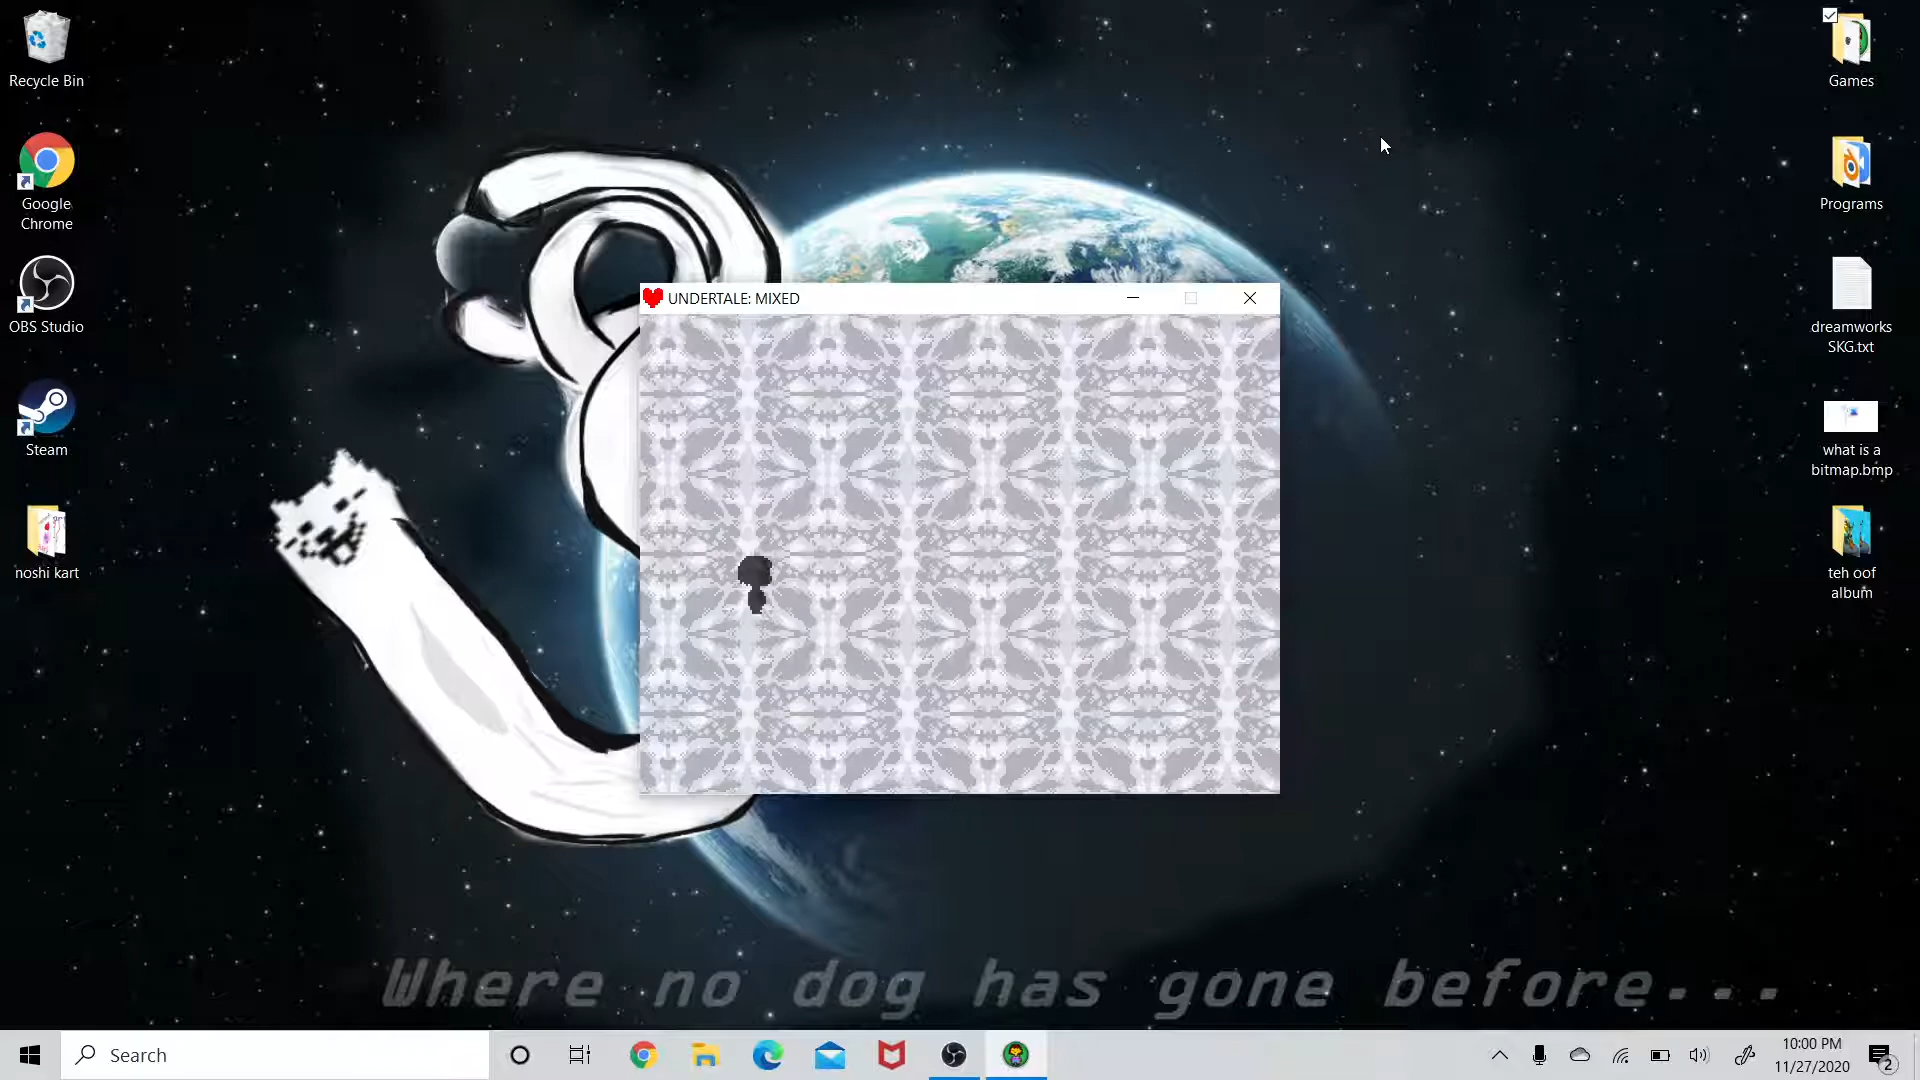 Recycle Bin
Google
Chrome
OBS Studio
Steam
noshi kart
UNDERTALE: MIXED
Games
Programs
dreamworks
SKG.txt
what is a
bitmap.bmp
teh oof
album
Where no dog has gone before...
Search
10:00 PM
11/27/2020
2